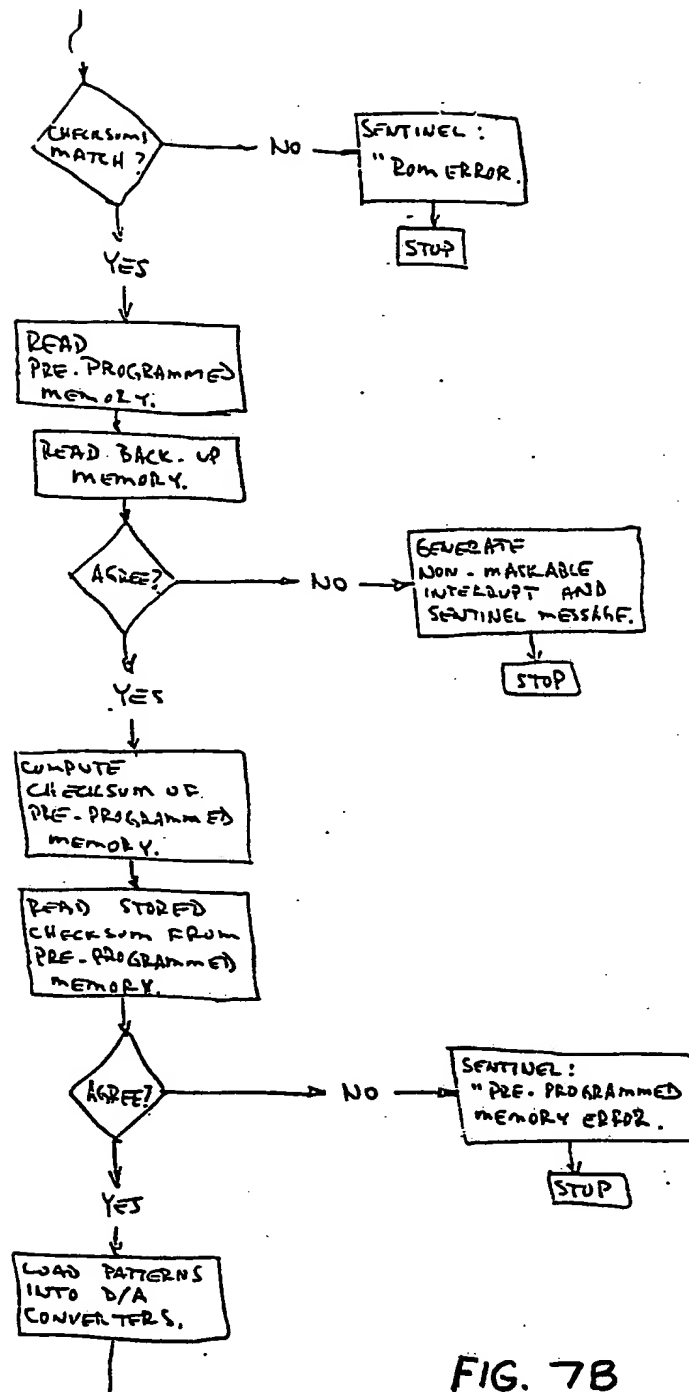 CHECKSUMS
MATCH?
NO
SENTINEL:
"ROM ERROR.
STOP
YES
READ
PRE-PROGRAMMED
MEMORY.
READ BACK-UP
MEMORY.
AGREE?
NO
GENERATE
NON-MASKABLE
INTERRUPT AND
SENTINEL MESSAGE.
STOP
YES
COMPUTE
CHECKSUM OF
PRE-PROGRAMMED
MEMORY.
READ STORED
CHECKSUM FROM
PRE-PROGRAMMED
MEMORY.
AGREE?
NO
SENTINEL:
"PRE-PROGRAMMED
MEMORY ERROR.
STOP
YES
LOAD PATTERNS
INTO D/A
CONVERTERS.
FIG. 7B